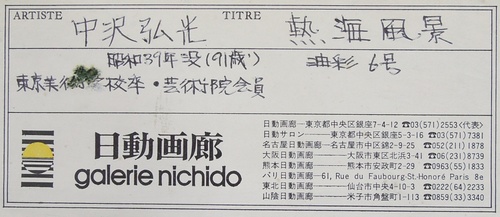 ARTISTE 中沢弘光 TITRE 熱海風景
昭和39年没(91歳) 油彩 6号
東京美術学校卒・芸術院会員
日動画廊
galerie nichido
日動画廊―東京都中央区銀座7-4-12 ☎03(571)2553<代表>
日動サロン―東京都中央区銀座5-3-16 ☎03(571)7381
名古屋日動画廊―名古屋市中区錦2-9-25 ☎052(211)1878
大阪日動画廊―大阪市東区北浜3-41 ☎06(231)8739
熊本日動画廊―熊本市安政町2-29 ☎0963(55)1833
パリ日動画廊―61, Rue du Faubourg-St-Honoré Paris 8e
東北日動画廊―仙台市中央4-10-3 ☎0222(64)2233
山陰日動画廊―米子市角盤町1-113 ☎0859(33)3340